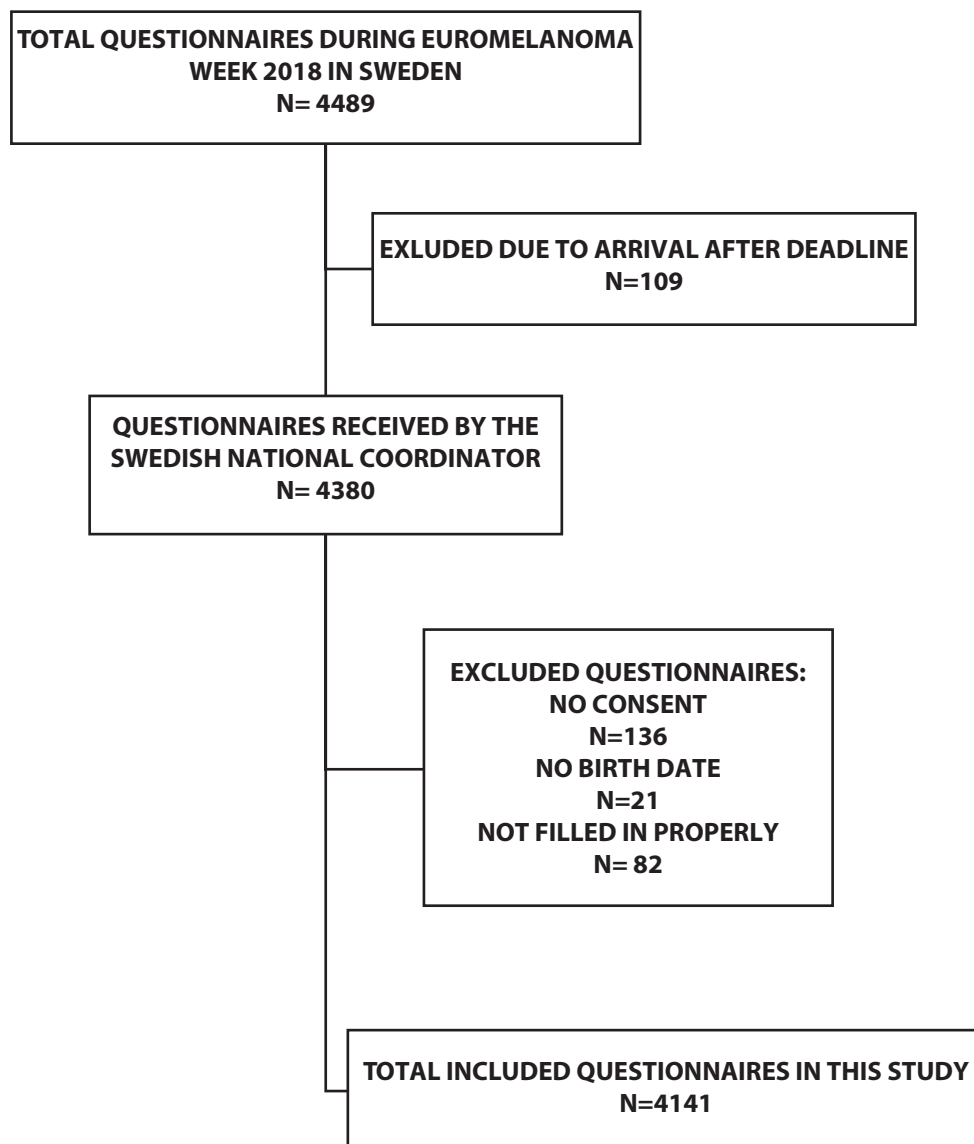 TOTAL QUESTIONNAIRES DURING EUROMELANOMA
WEEK 2018 IN SWEDEN
N= 4489
EXLUDED DUE TO ARRIVAL AFTER DEADLINE
N=109
QUESTIONNAIRES RECEIVED BY THE
SWEDISH NATIONAL COORDINATOR
N= 4380
EXCLUDED QUESTIONNAIRES:
NO CONSENT
N=136
NO BIRTH DATE
N=21
NOT FILLED IN PROPERLY
N= 82
TOTAL INCLUDED QUESTIONNAIRES IN THIS STUDY
N=4141